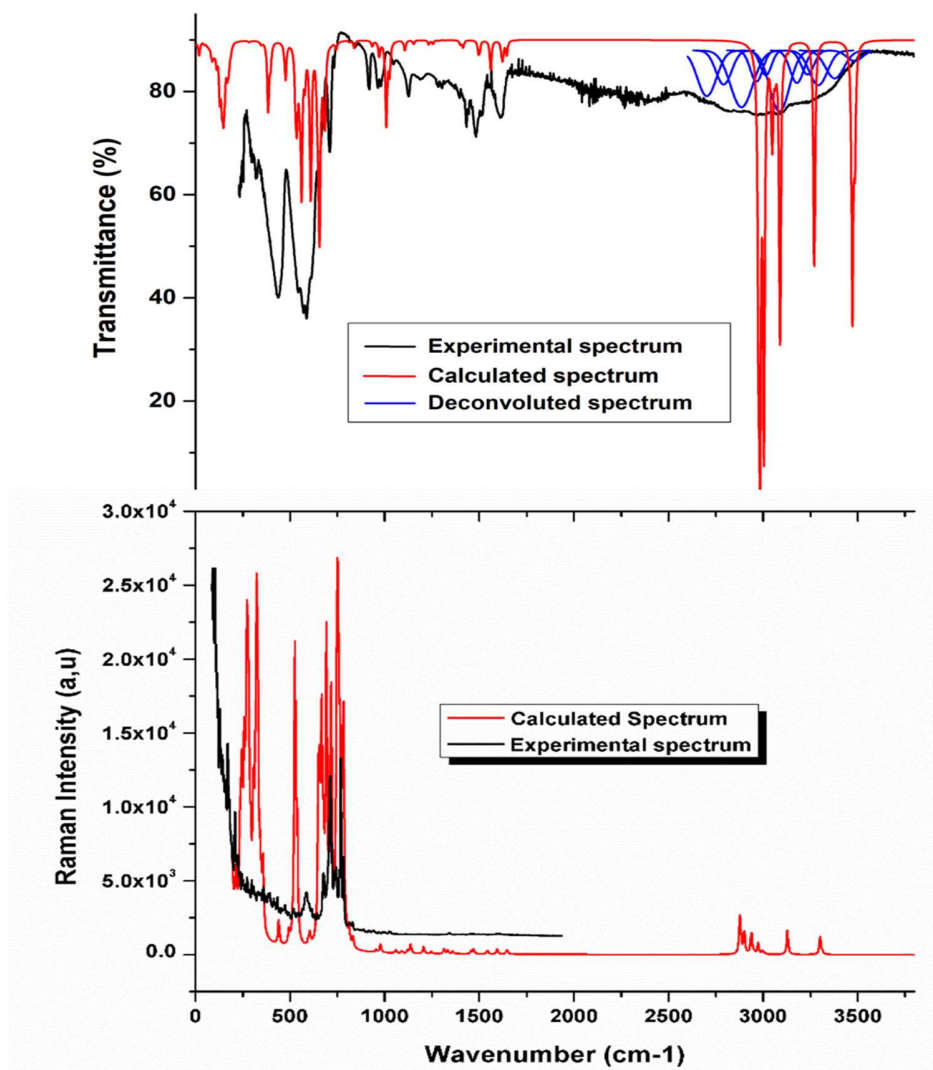 Transmittance (%)
80
60
40
20
Experimental spectrum
Calculated spectrum
Deconvoluted spectrum
Raman Intensity (a,u)
3.0x10⁴
2.5x10⁴
2.0x10⁴
1.5x10⁴
1.0x10⁴
5.0x10³
0.0
Calculated Spectrum
Experimental spectrum
0 500 1000 1500 2000 2500 3000 3500
Wavenumber (cm-1)